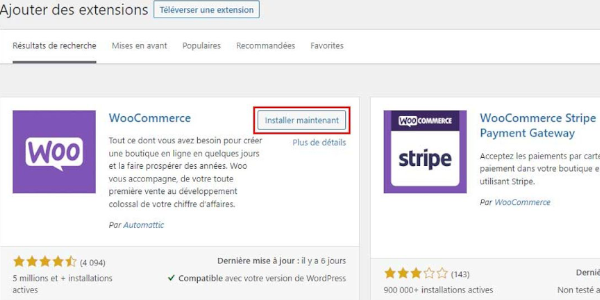 Ajouter des extensions
Téléverser une extension
Résultats de recherche
Mises en avant
Populaires
Recommandées
Favorites
WOO
WooCommerce
Installer maintenant
Plus de détails
Tout ce dont vous avez besoin pour créer
une boutique en ligne en quelques jours
et la faire prospérer des années. Woo
vous accompagne, de votre toute
première vente au développement
colossal de votre chiffre d'affaires.
Par Automattic
(4 094)
5 millions et + installations
actives
Dernière mise à jour : il y a 6 jours
✓ Compatible avec votre version de WordPress
WOO COMMERCE
stripe
WooCommerce Stripe
Payment Gateway
Acceptez les paiements par carte
paiement dans votre boutique e
utilisant Stripe.
Par WooCommerce
(143)
900 000+ installations actives
Derniè
Non testé a